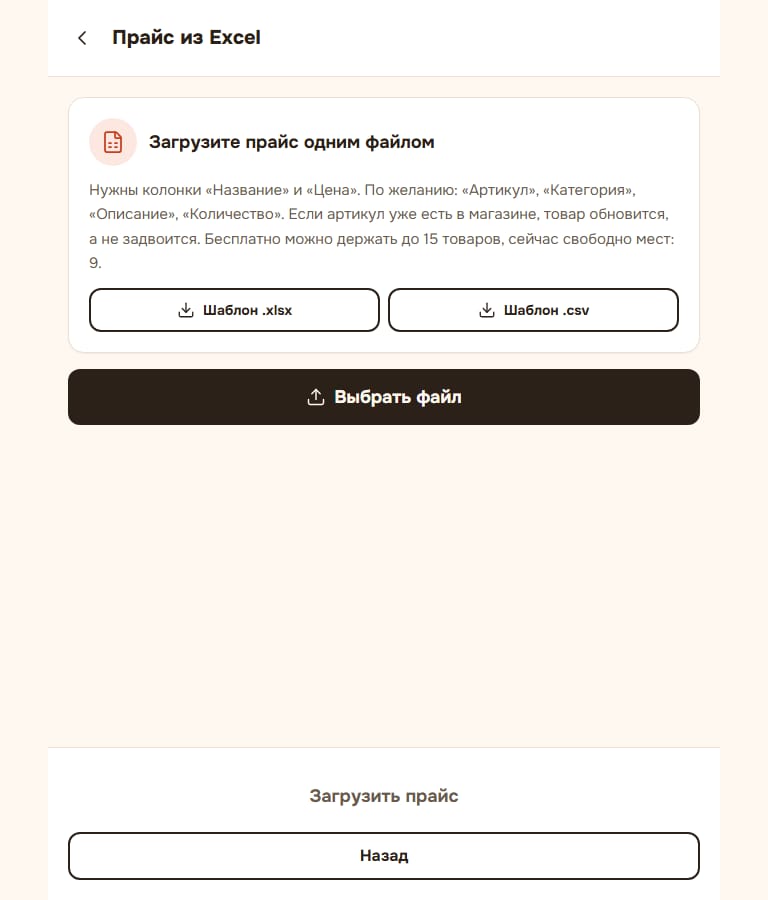 Прайс из Excel
Загрузите прайс одним файлом
Нужны колонки «Название» и «Цена». По желанию: «Артикул», «Категория»,
«Описание», «Количество». Если артикул уже есть в магазине, товар обновится,
а не задвоится. Бесплатно можно держать до 15 товаров, сейчас свободно мест:
9.
Шаблон .xlsx
Шаблон .csv
Выбрать файл
Загрузить прайс
Назад